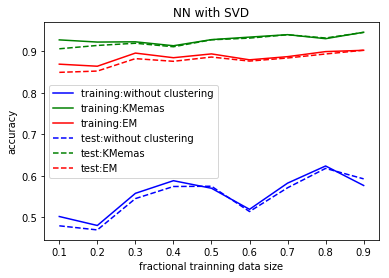 NN with SVD
accuracy
0.9
0.8
0.7
0.6
0.5
training:without clustering
training:KMemas
training:EM
test:without clustering
test:KMemas
test:EM
0.1 0.2 0.3 0.4 0.5 0.6 0.7 0.8 0.9
fractional trainning data size